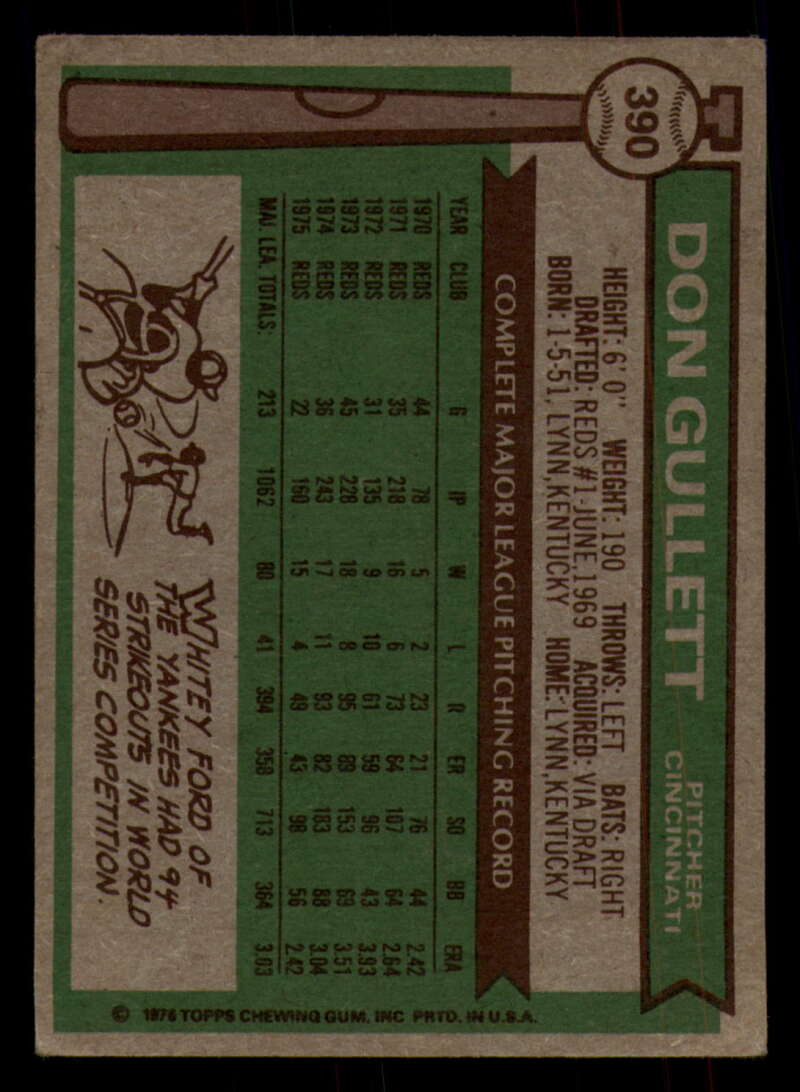 390
DON GULLETT
PITCHER
CINCINNATI
HEIGHT: 6' 0" WEIGHT: 190 THROWS: LEFT BATS: RIGHT
DRAFTED: REDS #1-JUNE, 1969 ACQUIRED: VIA DRAFT
BORN: 1-5-51, LYNN, KENTUCKY HOME: LYNN, KENTUCKY
COMPLETE MAJOR LEAGUE PITCHING RECORD
YEAR CLUB G IP W L R ER SO BB ERA
1970 REDS 44 78 5 2 23 21 76 44 2.42
1971 REDS 35 218 16 6 73 64 107 64 2.64
1972 REDS 31 135 9 10 61 59 96 43 3.93
1973 REDS 45 228 18 8 95 89 153 69 3.51
1974 REDS 36 243 17 11 93 82 183 88 3.04
1975 REDS 22 160 15 4 49 43 98 56 2.42
MAJ. LEA. TOTALS: 213 1062 80 41 394 358 713 364 3.03
WHITEY FORD OF
THE YANKEES HAD 94
STRIKEOUTS IN WORLD
SERIES COMPETITION.
© 1976 TOPPS CHEWING GUM, INC PRTD. IN U.S.A.